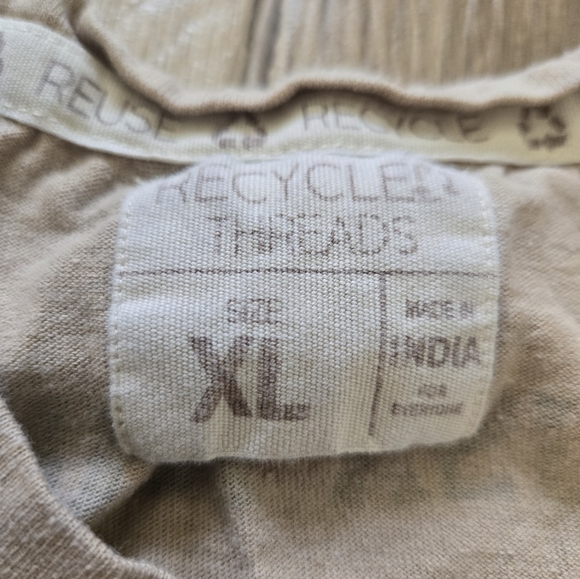 REUSE RECYCLE
RECYCLED
THREADS
SIZE
XL
MADE IN
INDIA
FOR
EVERYONE